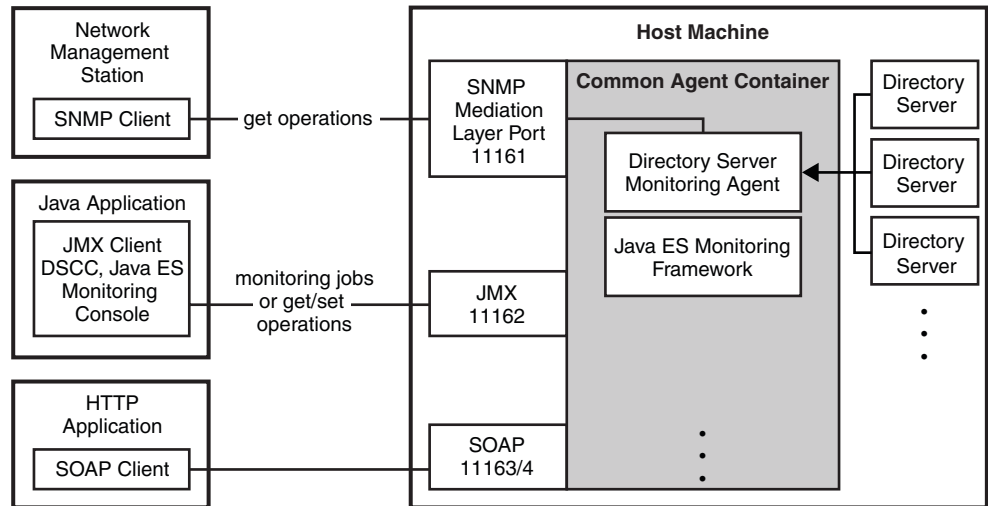 Network
Management
Station
SNMP Client
get operations
Java Application
JMX Client
DSCC, Java ES
Monitoring
Console
monitoring jobs
or get/set
operations
HTTP
Application
SOAP Client
Host Machine
SNMP
Mediation
Layer Port
11161
JMX
11162
SOAP
11163/4
Common Agent Container
Directory Server
Monitoring Agent
Java ES Monitoring
Framework
Directory
Server
Directory
Server
Directory
Server